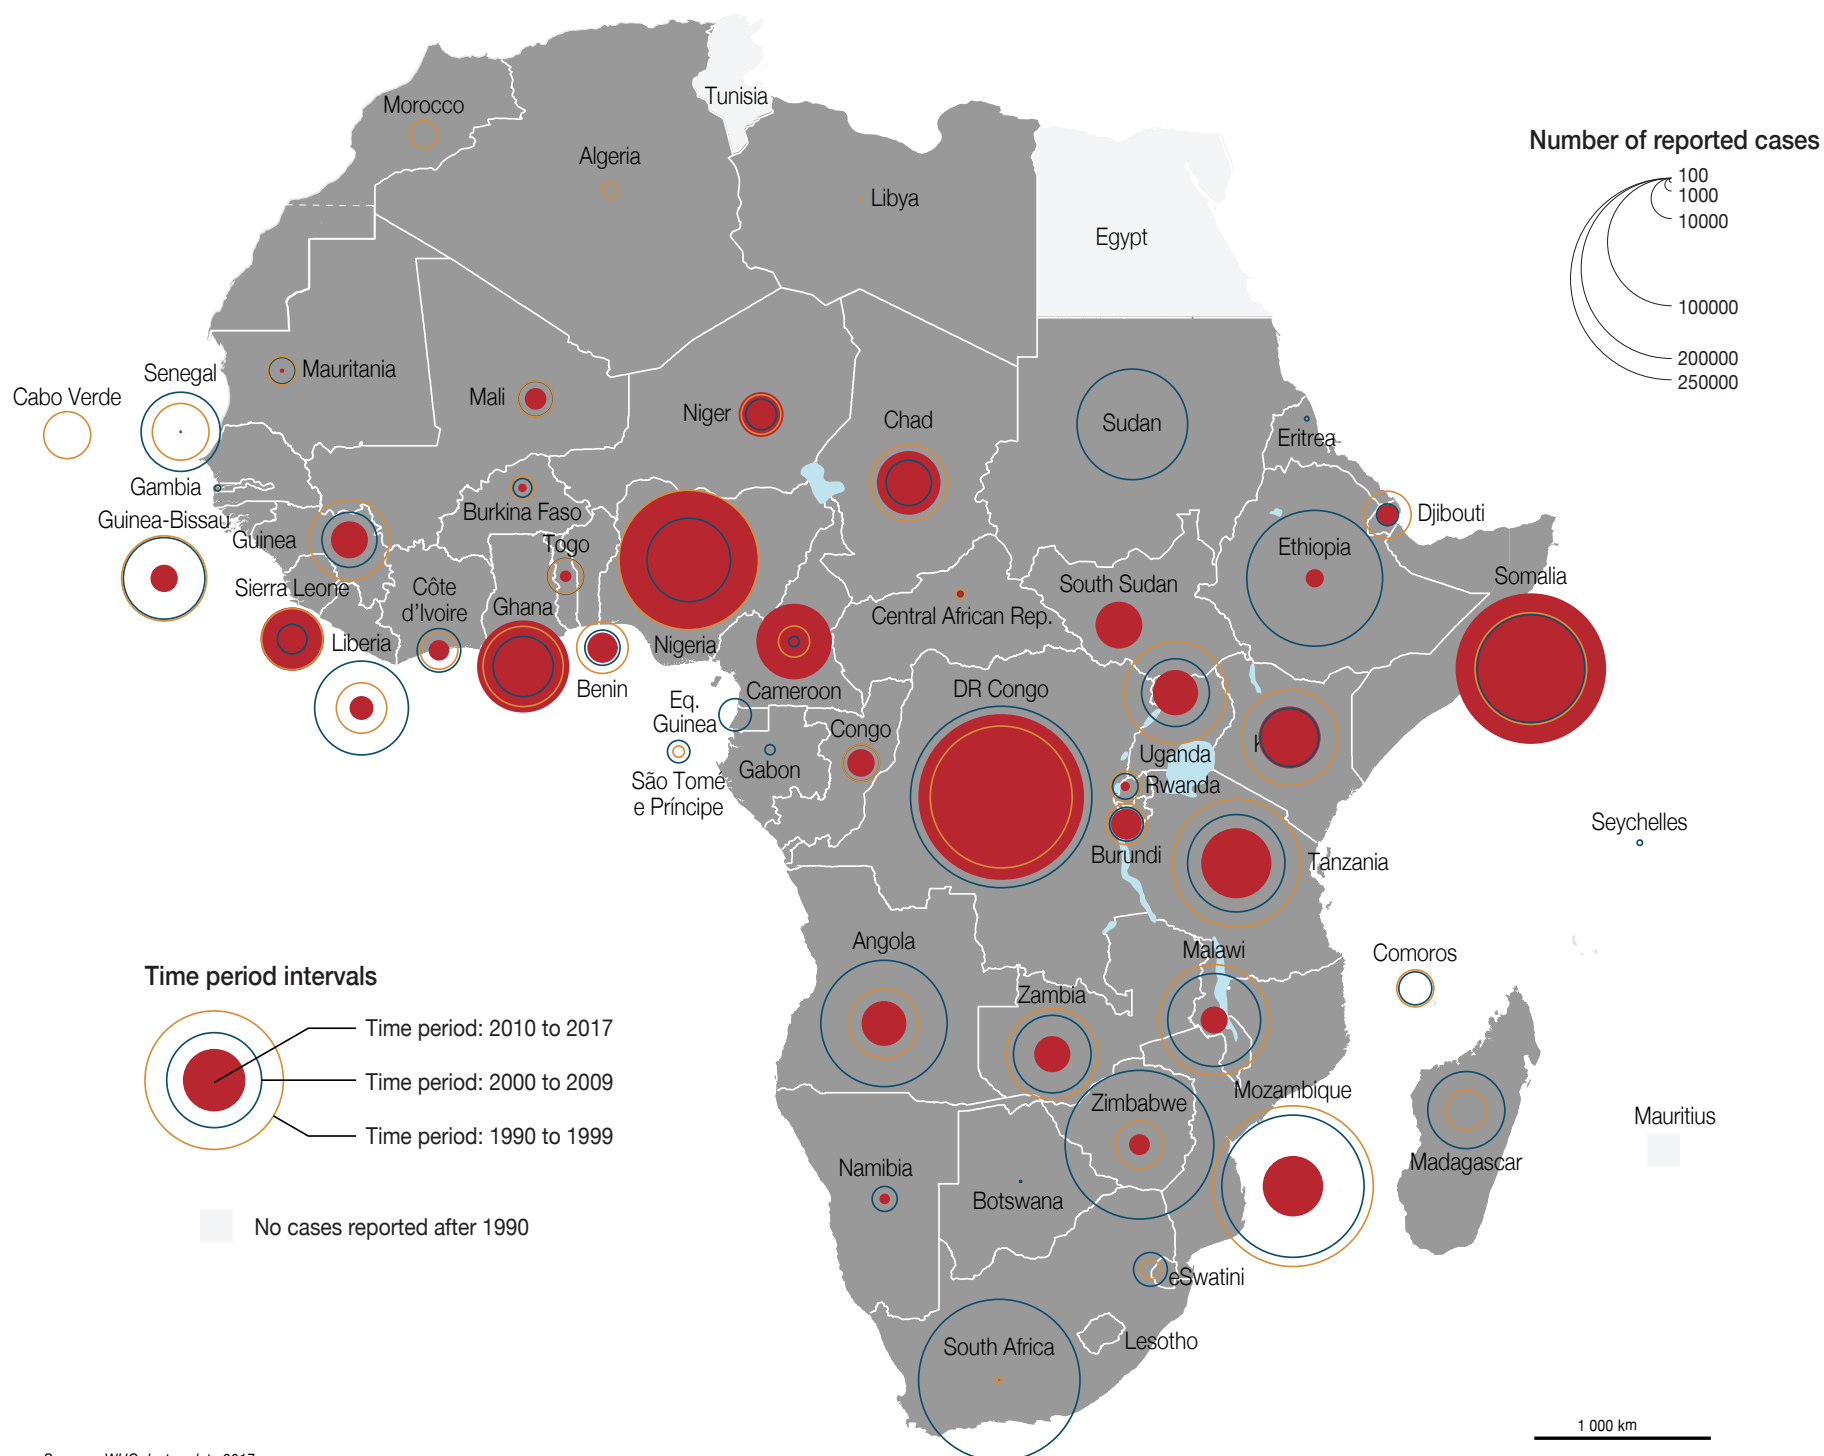 Morocco
Tunisia
Algeria
Libya
Egypt
Number of reported cases
100
1000
10000
100000
200000
250000
Senegal
Mauritania
Cabo Verde
Mali
Niger
Chad
Sudan
Eritrea
Gambia
Guinea-Bissau
Burkina Faso
Djibouti
Guinea
Togo
Ethiopia
Somalia
Sierra Leone
Côte
d'Ivoire
Ghana
South Sudan
Central African Rep.
Liberia
Nigeria
Benin
Cameroon
DR Congo
Eq.
Guinea
Congo
K
Uganda
Gabon
São Tomé
e Príncipe
Rwanda
Seychelles
Burundi
Tanzania
Angola
Malawi
Comoros
Time period intervals
Zambia
Time period: 2010 to 2017
Time period: 2000 to 2009
Time period: 1990 to 1999
Zimbabwe
Mozambique
Mauritius
Madagascar
Namibia
Botswana
No cases reported after 1990
eSwatini
South Africa
Lesotho
1 000 km